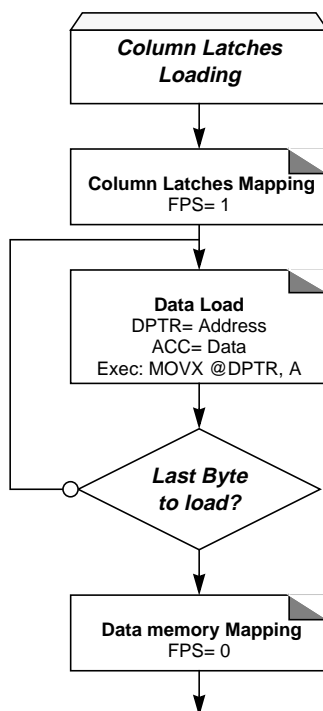 Column Latches
Loading
Column Latches Mapping
FPS= 1
Data Load
DPTR= Address
ACC= Data
Exec: MOVX @DPTR, A
Last Byte
to load?
Data memory Mapping
FPS= 0